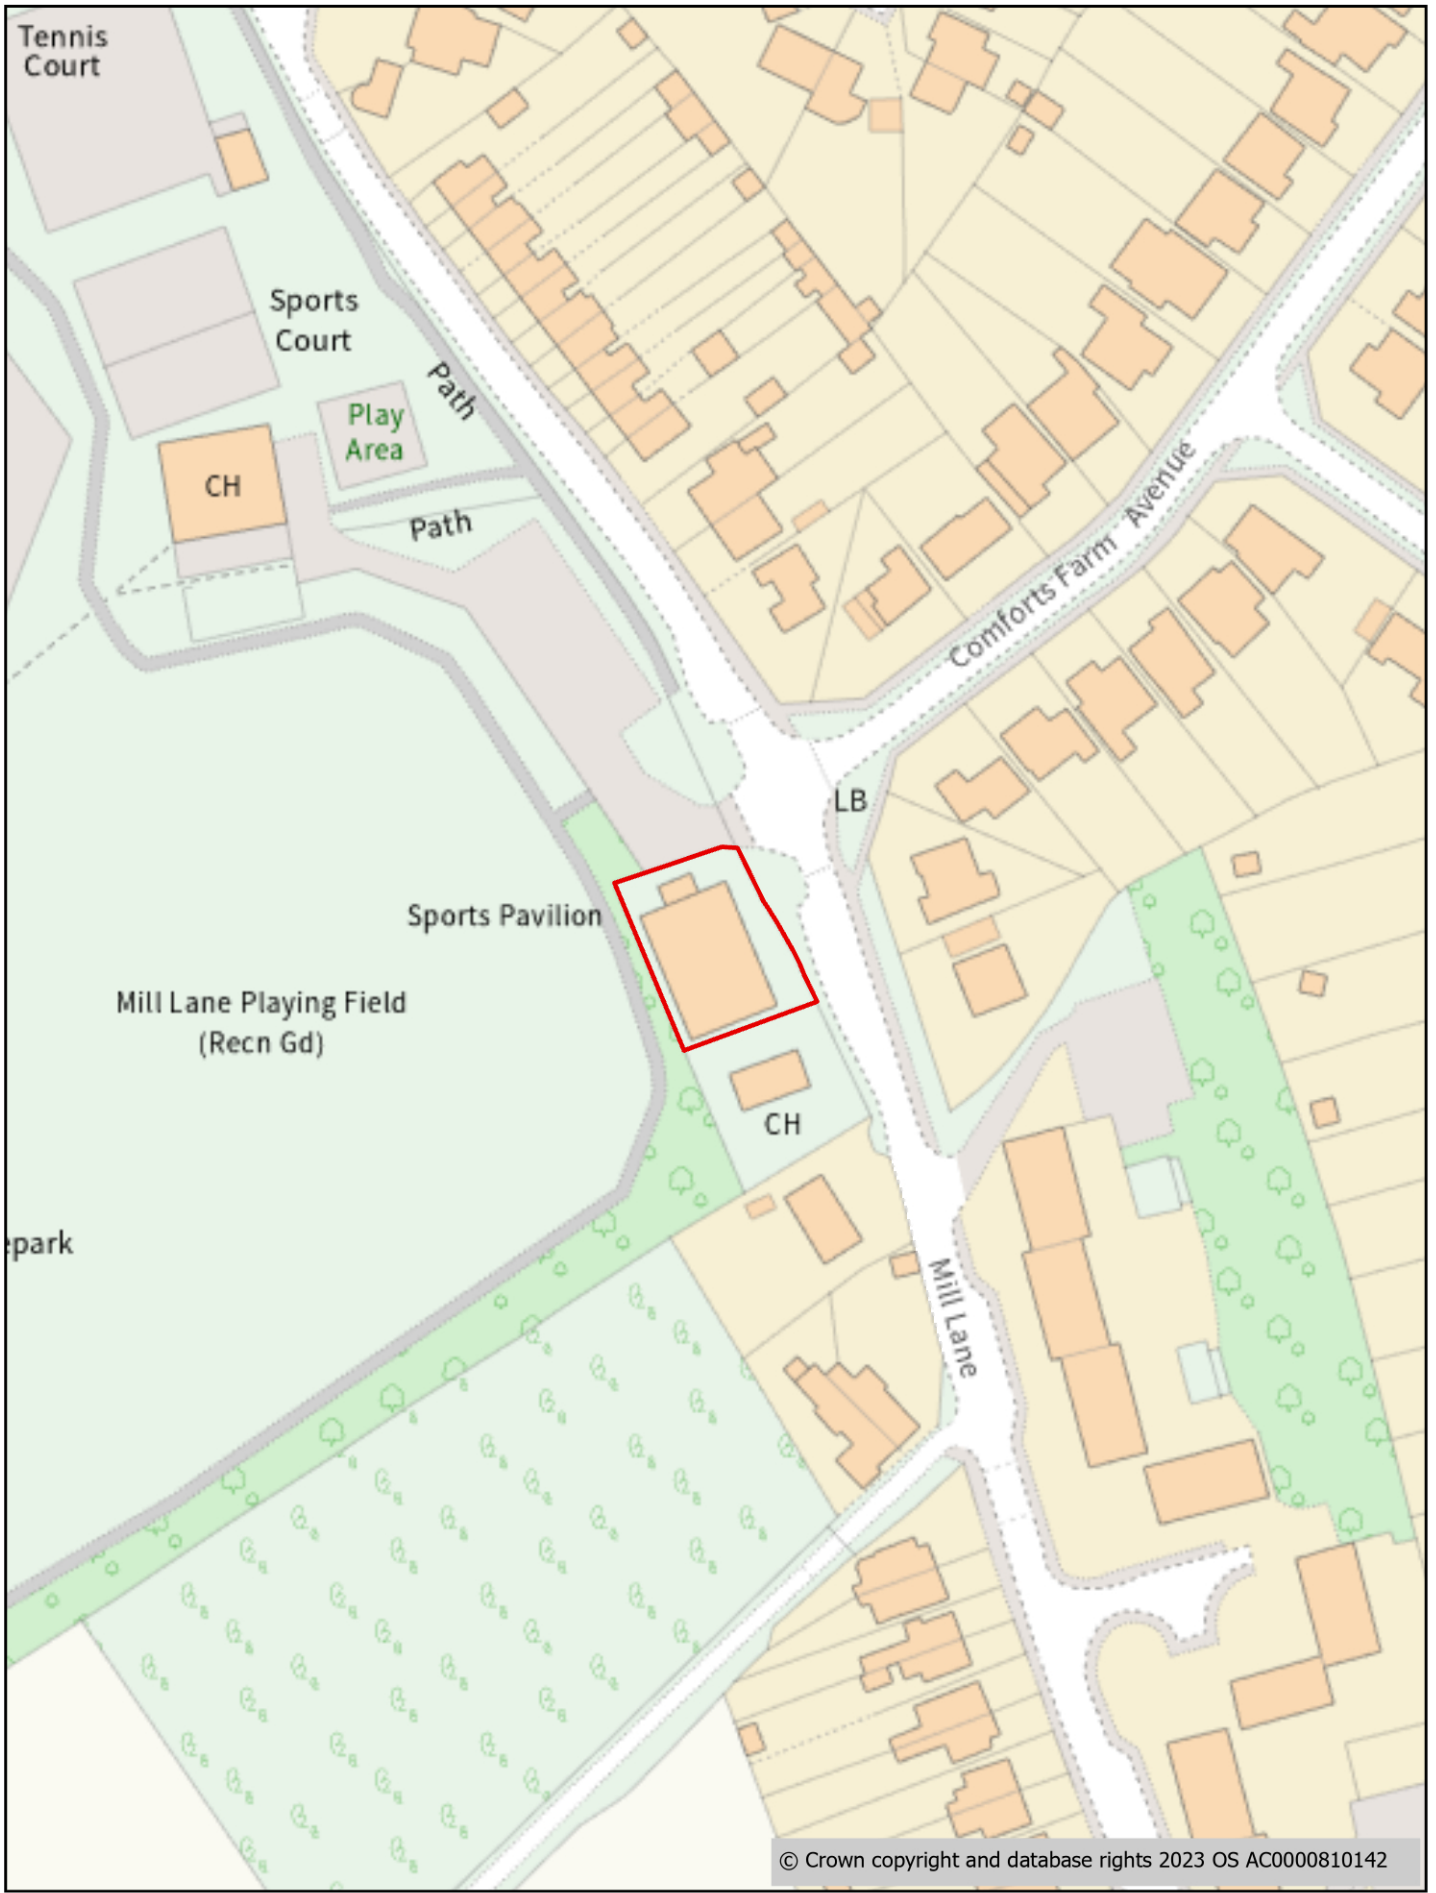 Tennis
Court
Sports
Court
Path
Play
Area
CH
Path
Comforts Farm Avenue
LB
Sports Pavilion
Mill Lane Playing Field
(Recn Gd)
CH
epark
Mill Lane
© Crown copyright and database rights 2023 OS AC0000810142